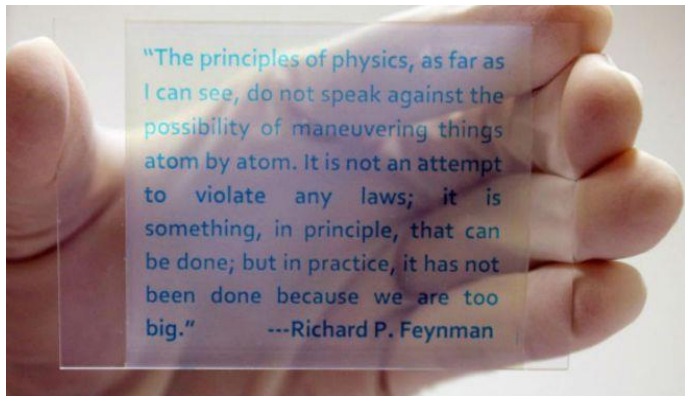 “The principles of physics, as far as
I can see, do not speak against the
possibility of maneuvering things
atom by atom. It is not an attempt
to violate any laws; it is
something, in principle, that can
be done; but in practice, it has not
been done because we are too
big.” ---Richard P. Feynman